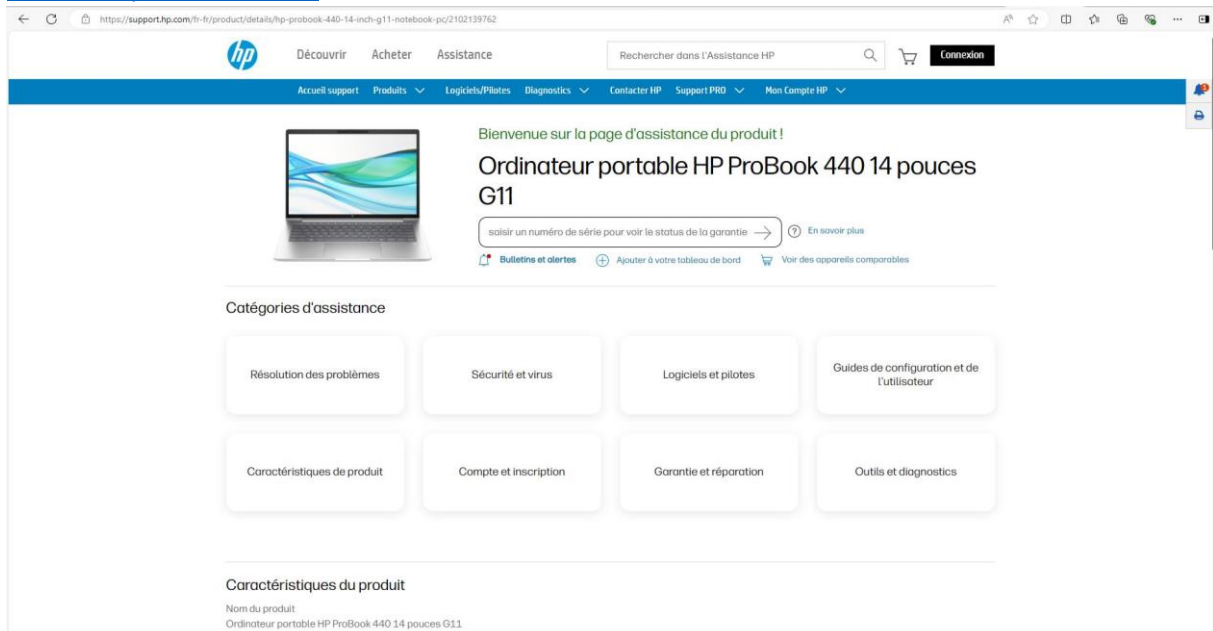 https://support.hp.com/fr-fr/product/details/hp-probook-440-14-inch-g11-notebook-pc/2102139762
hp
Découvrir Acheter Assistance
Rechercher dans l'Assistance HP
Connexion
Accueil support Produits Logiciels/Pilotes Diagnostics Contacter HP Support PRO Mon Compte HP
Bienvenue sur la page d'assistance du produit !
Ordinateur portable HP ProBook 440 14 pouces
G11
saisir un numéro de série pour voir le status de la garantie
En savoir plus
Bulletins et alertes Ajouter à votre tableau de bord Voir des appareils comparables
Catégories d'assistance
Résolution des problèmes
Sécurité et virus
Logiciels et pilotes
Guides de configuration et de
l'utilisateur
Caractéristiques de produit
Compte et inscription
Garantie et réparation
Outils et diagnostics
Caractéristiques du produit
Nom du produit
Ordinateur portable HP ProBook 440 14 pouces G11